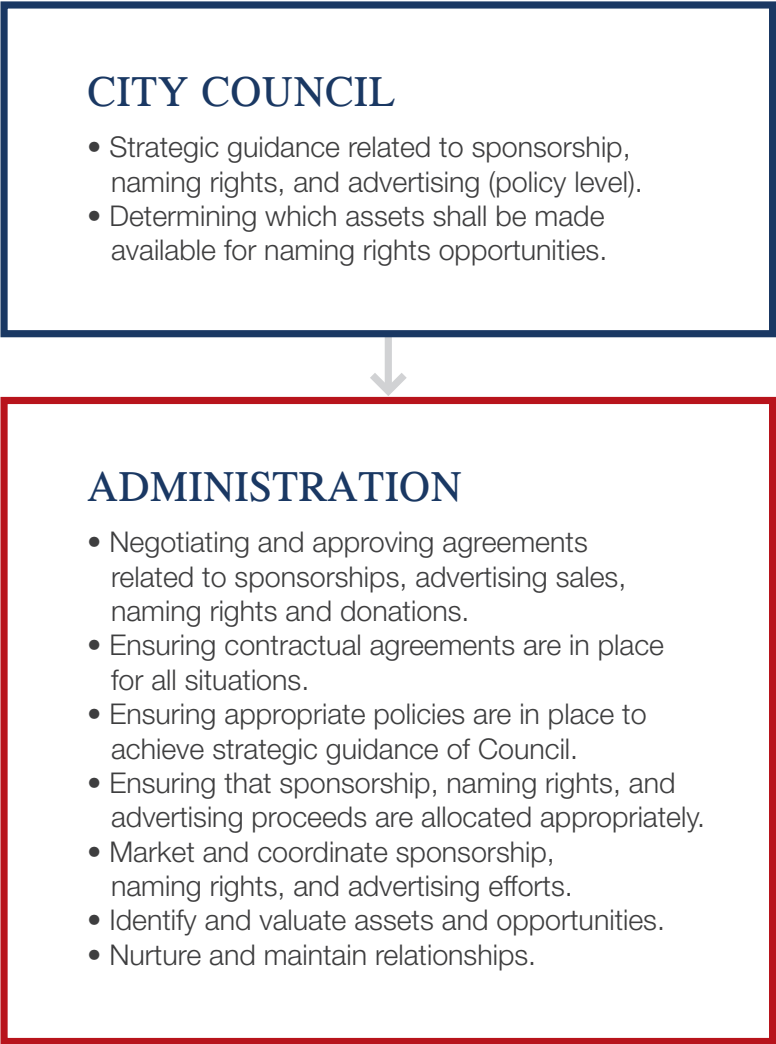 CITY COUNCIL
• Strategic guidance related to sponsorship,
naming rights, and advertising (policy level).
• Determining which assets shall be made
available for naming rights opportunities.
ADMINISTRATION
• Negotiating and approving agreements
related to sponsorships, advertising sales,
naming rights and donations.
• Ensuring contractual agreements are in place
for all situations.
• Ensuring appropriate policies are in place to
achieve strategic guidance of Council.
• Ensuring that sponsorship, naming rights, and
advertising proceeds are allocated appropriately.
• Market and coordinate sponsorship,
naming rights, and advertising efforts.
• Identify and valuate assets and opportunities.
• Nurture and maintain relationships.